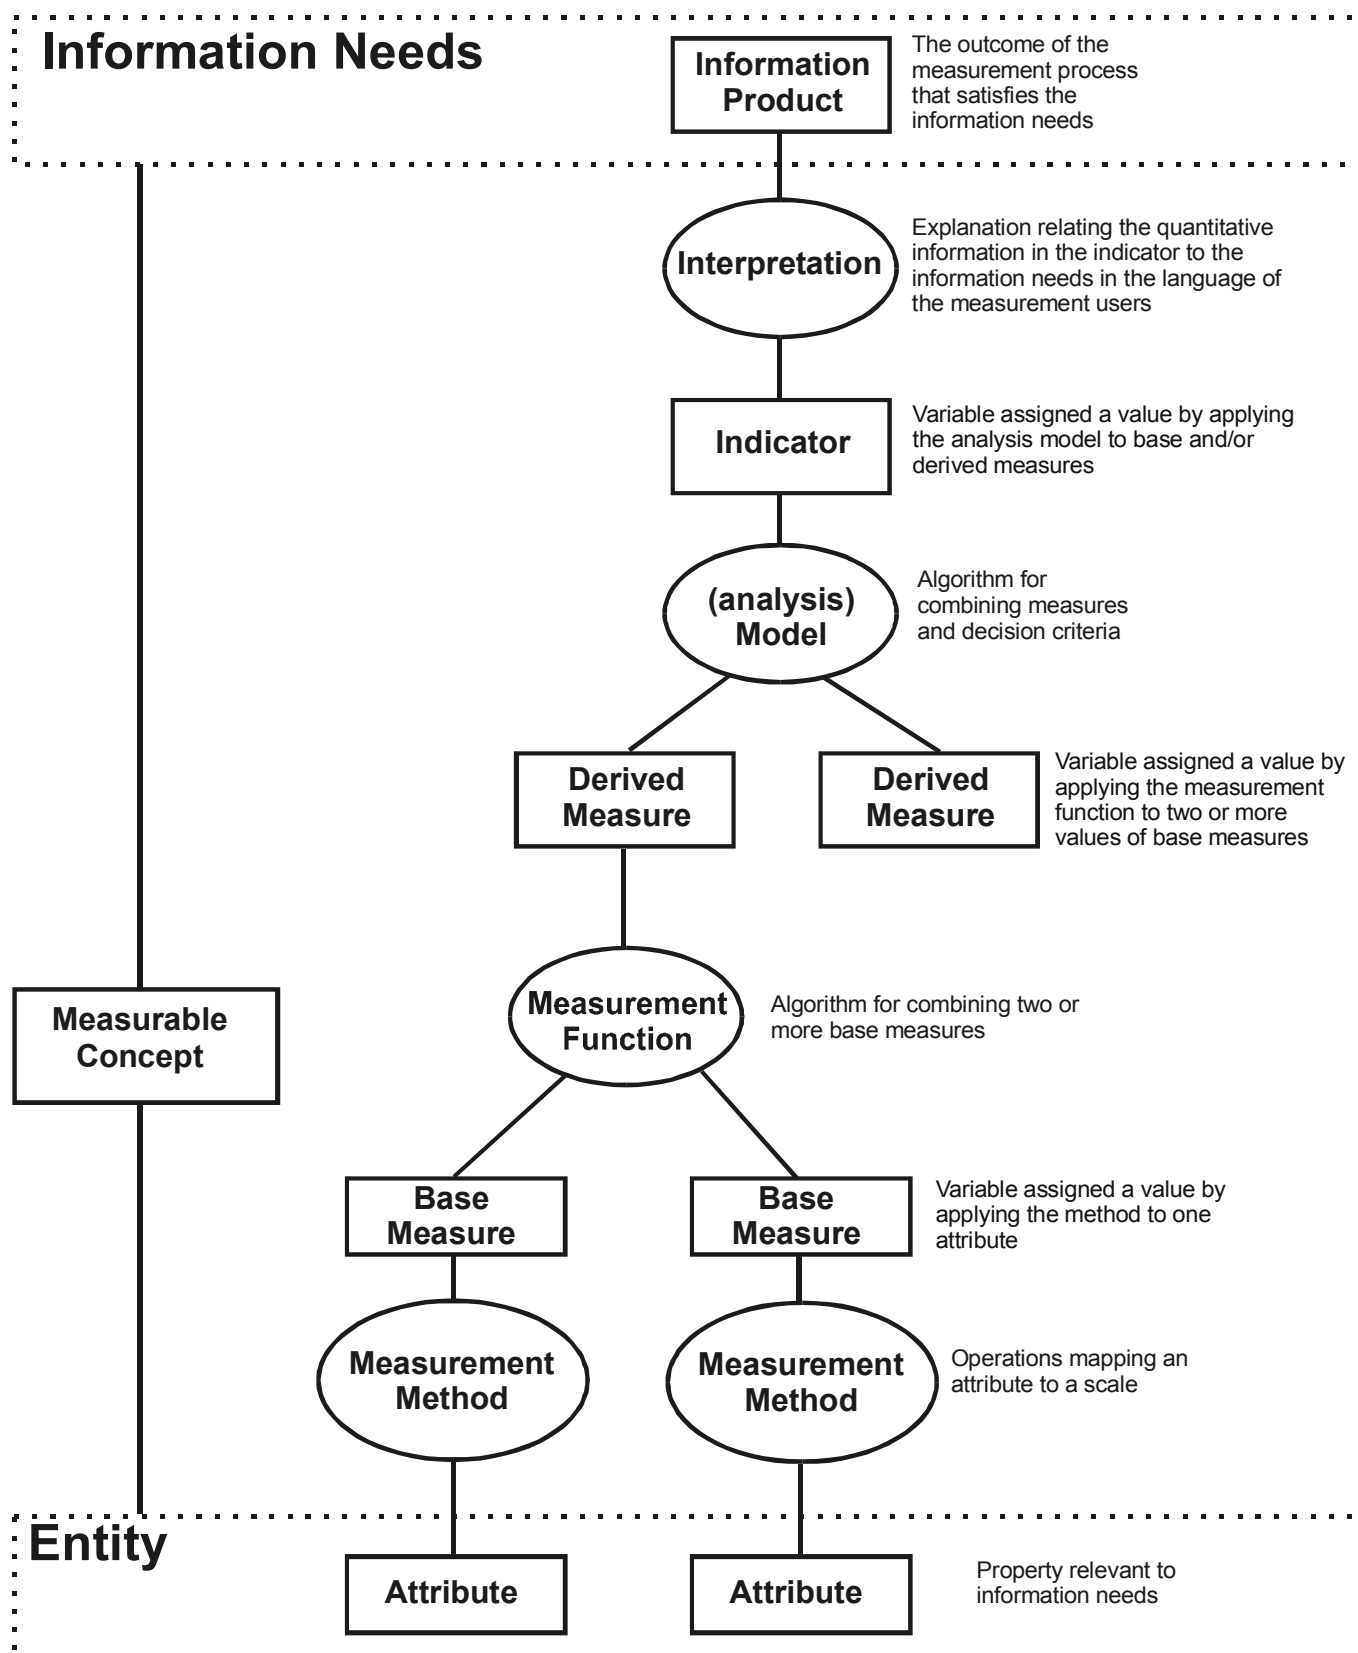 Information Needs
Information
Product
The outcome of the
measurement process
that satisfies the
information needs
Interpretation
Explanation relating the quantitative
information in the indicator to the
information needs in the language of
the measurement users
Indicator
Variable assigned a value by applying
the analysis model to base and/or
derived measures
(analysis)
Model
Algorithm for
combining measures
and decision criteria
Derived
Measure
Derived
Measure
Variable assigned a value by
applying the measurement
function to two or more
values of base measures
Measurable
Concept
Measurement
Function
Algorithm for combining two or
more base measures
Base
Measure
Base
Measure
Variable assigned a value by
applying the method to one
attribute
Measurement
Method
Measurement
Method
Operations mapping an
attribute to a scale
Entity
Attribute
Attribute
Property relevant to
information needs